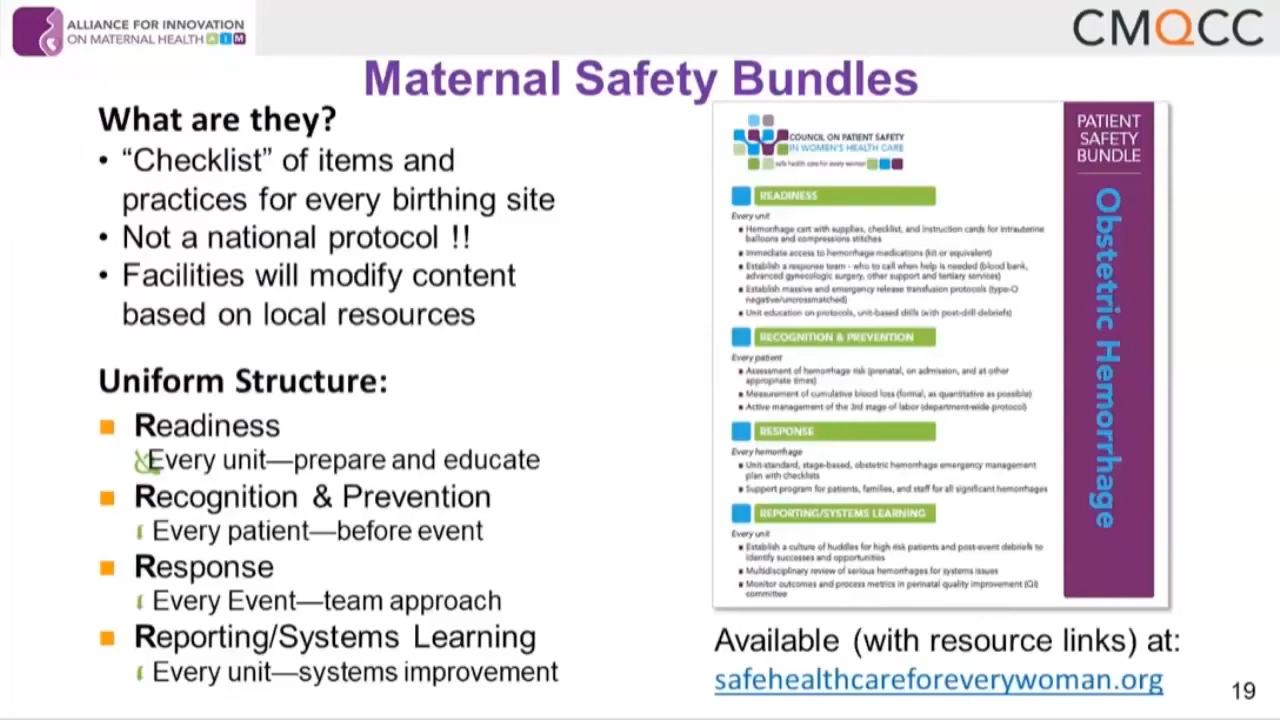 ALLIANCE FOR INNOVATION
ON MATERNAL HEALTH AIM
CMQCC
Maternal Safety Bundles
What are they?
• “Checklist” of items and
practices for every birthing site
• Not a national protocol !!
• Facilities will modify content
based on local resources
Uniform Structure:
Readiness
Every unit—prepare and educate
Recognition & Prevention
Every patient—before event
Response
Every Event—team approach
Reporting/Systems Learning
Every unit—systems improvement
COUNCIL ON PATIENT SAFETY
IN WOMEN'S HEALTH CARE
safe health care for every woman
READINESS
Every unit
▪ Hemorrhage cart with supplies, checklist, and instruction cards for intrauterine
balloons and compressions stitches
▪ Immediate access to hemorrhage medications (kit or equivalent)
▪ Establish a response team - who to call when help is needed (blood bank,
advanced gynecologic surgery, other support and tertiary services)
▪ Establish massive and emergency release transfusion protocols (type-O
negative/uncrossmatched)
▪ Unit education on protocols, unit-based drills (with post-drill debriefs)
RECOGNITION & PREVENTION
Every patient
▪ Assessment of hemorrhage risk (prenatal, on admission, and at other
appropriate times)
▪ Measurement of cumulative blood loss (formal, as quantitative as possible)
▪ Active management of the 3rd stage of labor (department-wide protocol)
RESPONSE
Every hemorrhage
▪ Unit-standard, stage-based, obstetric hemorrhage emergency management
plan with checklists
▪ Support program for patients, families, and staff for all significant hemorrhages
REPORTING/SYSTEMS LEARNING
Every unit
▪ Establish a culture of huddles for high risk patients and post-event debriefs to
identify successes and opportunities
▪ Multidisciplinary review of serious hemorrhages for systems issues
▪ Monitor outcomes and process metrics in perinatal quality improvement (QI)
committee
PATIENT
SAFETY
BUNDLE
Obstetric Hemorrhage
Available (with resource links) at:
safehealthcareforeverywoman.org
19